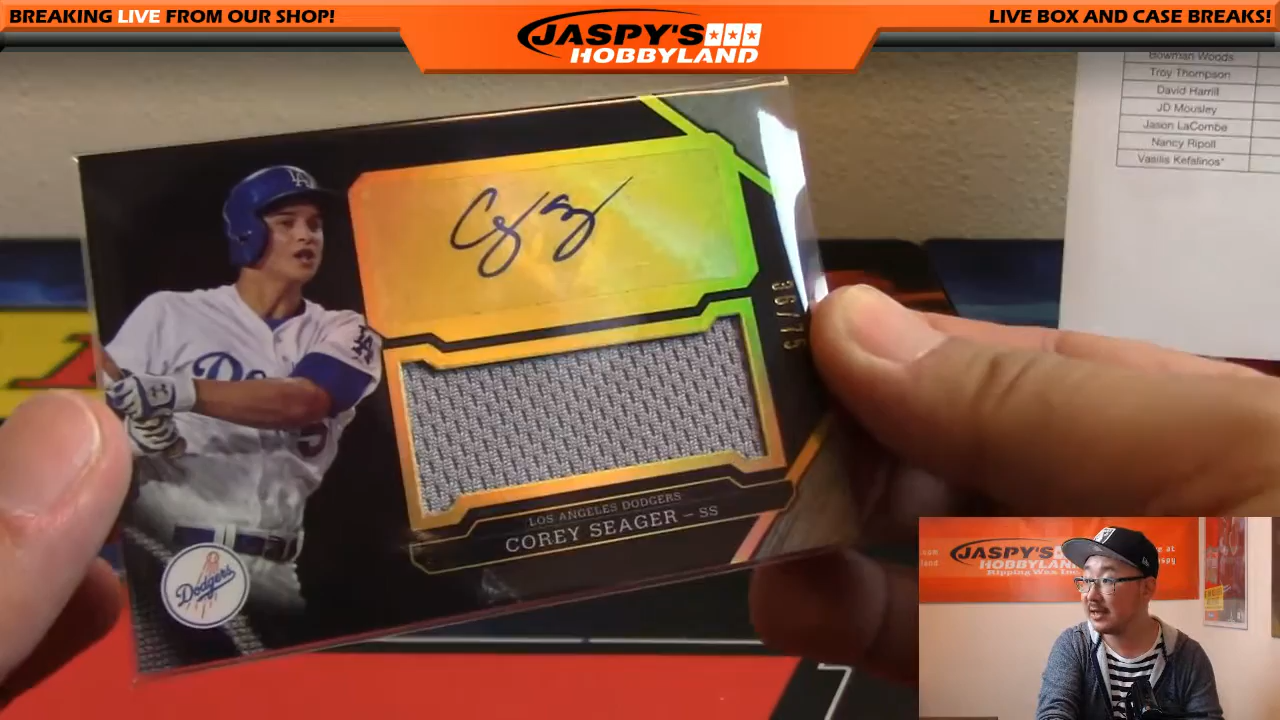 BREAKING LIVE FROM OUR SHOP!
JASPY'S
HOBBYLAND
LIVE BOX AND CASE BREAKS!
Bowman Woods
Troy Thompson
David Harrill
JD Mousley
Jason LaCombe
Nancy Ripoll
Vasilis Kefalinos*
LA
LA
36/75
5
LOS ANGELES DODGERS
COREY SEAGER - SS
Dodgers
JASPY'S
HOBBYLAND
Ripping Wax Inc